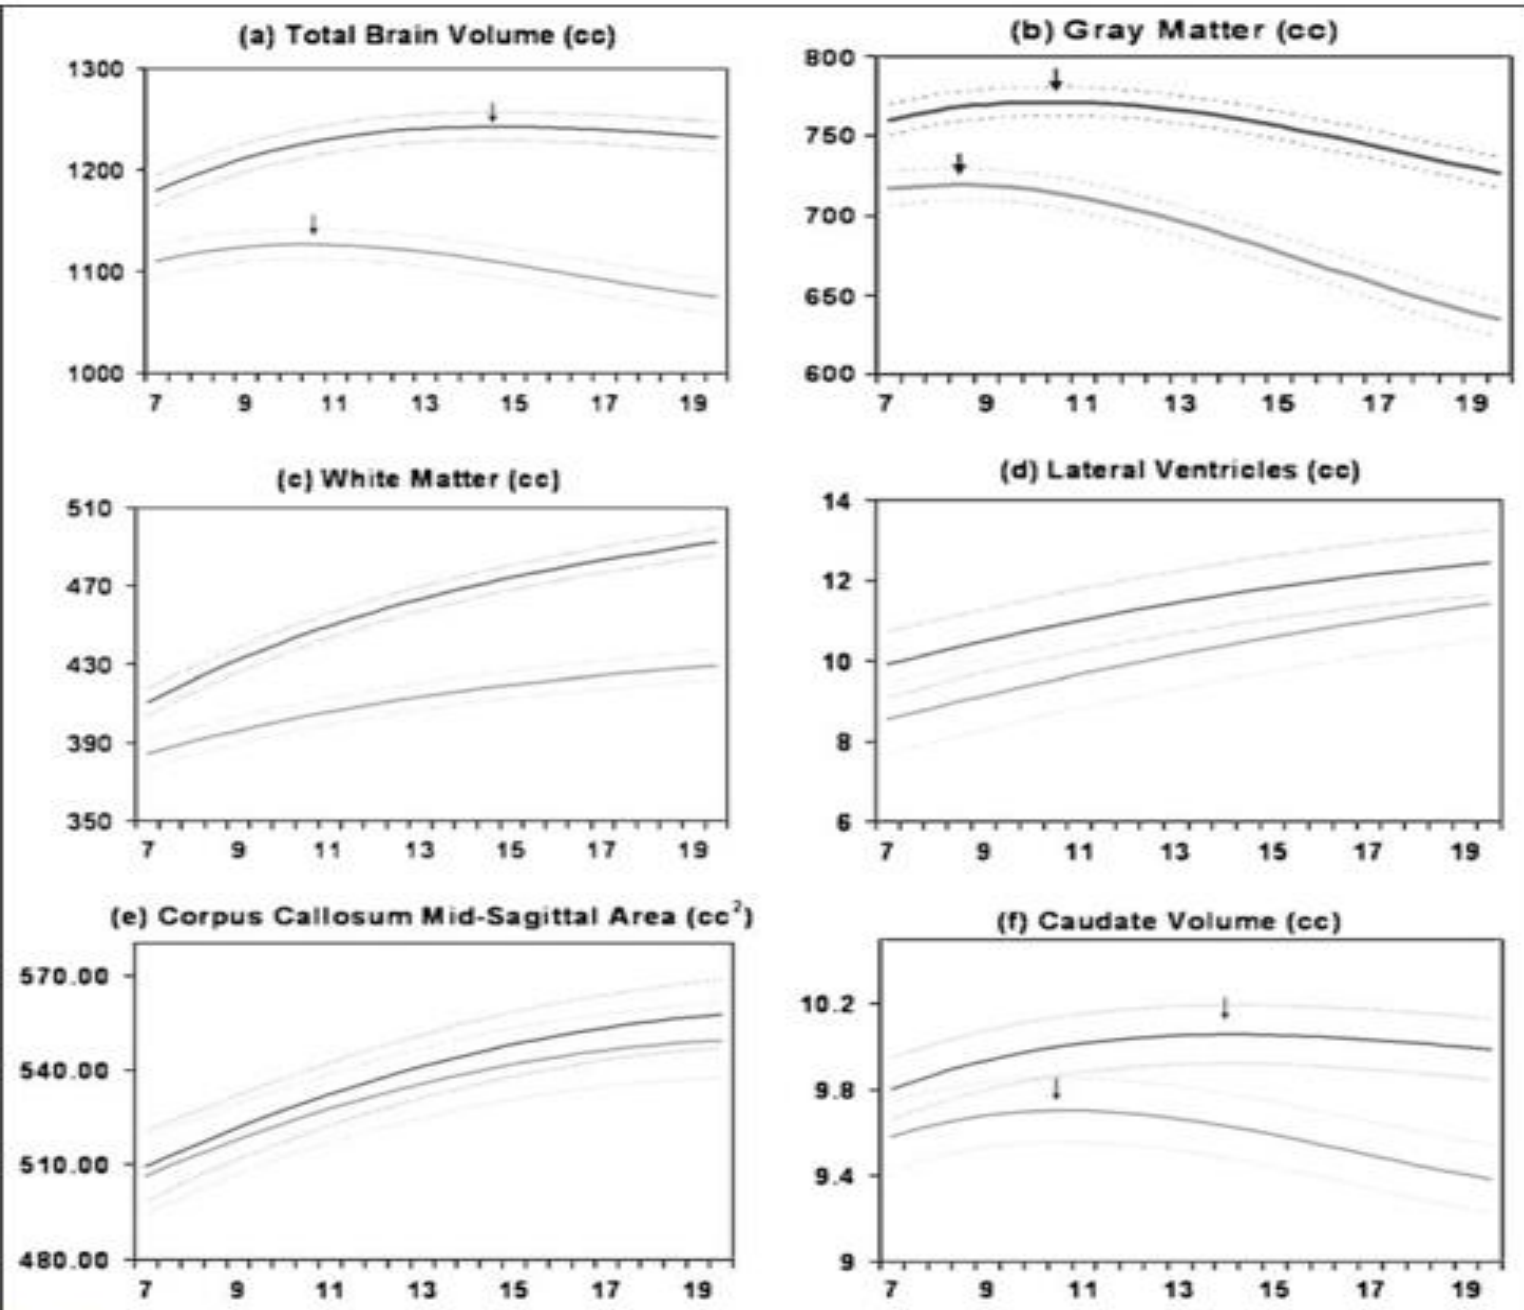 (a) Total Brain Volume (cc)
1300
1200
1100
1000
7 9 11 13 15 17 19
(b) Gray Matter (cc)
800
750
700
650
600
7 9 11 13 15 17 19
(c) White Matter (cc)
510
470
430
390
350
7 9 11 13 15 17 19
(d) Lateral Ventricles (cc)
14
12
10
8
6
7 9 11 13 15 17 19
(e) Corpus Callosum Mid-Sagittal Area (cc²)
570.00
540.00
510.00
480.00
7 9 11 13 15 17 19
(f) Caudate Volume (cc)
10.2
9.8
9.4
9
7 9 11 13 15 17 19